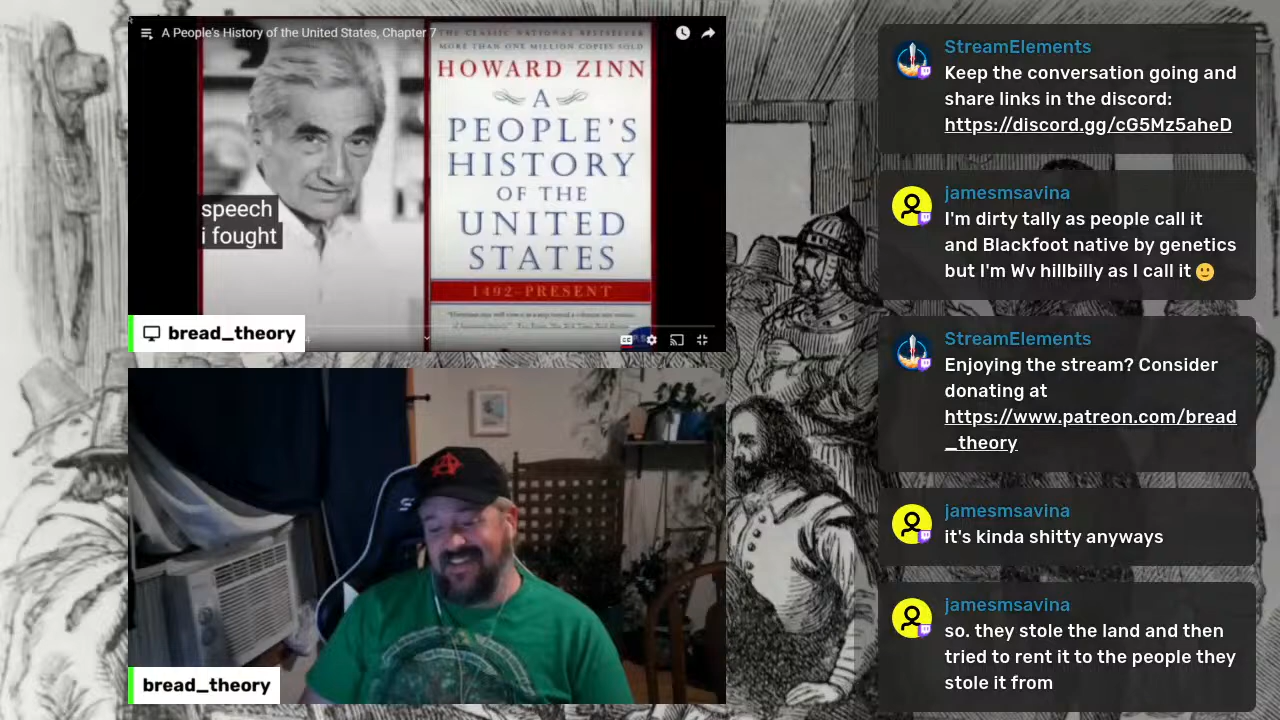 A People's History of the United States, Chapter 7
THE CLASSIC NATIONAL BESTSELLER
MORE THAN ONE MILLION COPIES SOLD
HOWARD ZINN
A
PEOPLE'S
HISTORY
OF THE
UNITED
STATES
1492–PRESENT
speech
i fought
bread_theory
bread_theory
StreamElements
Keep the conversation going and
share links in the discord:
https://discord.gg/cG5Mz5aheD
jamesmsavina
I'm dirty tally as people call it
and Blackfoot native by genetics
but I'm Wv hillbilly as I call it 🙂
StreamElements
Enjoying the stream? Consider
donating at
https://www.patreon.com/bread
_theory
jamesmsavina
it's kinda shitty anyways
jamesmsavina
so. they stole the land and then
tried to rent it to the people they
stole it from